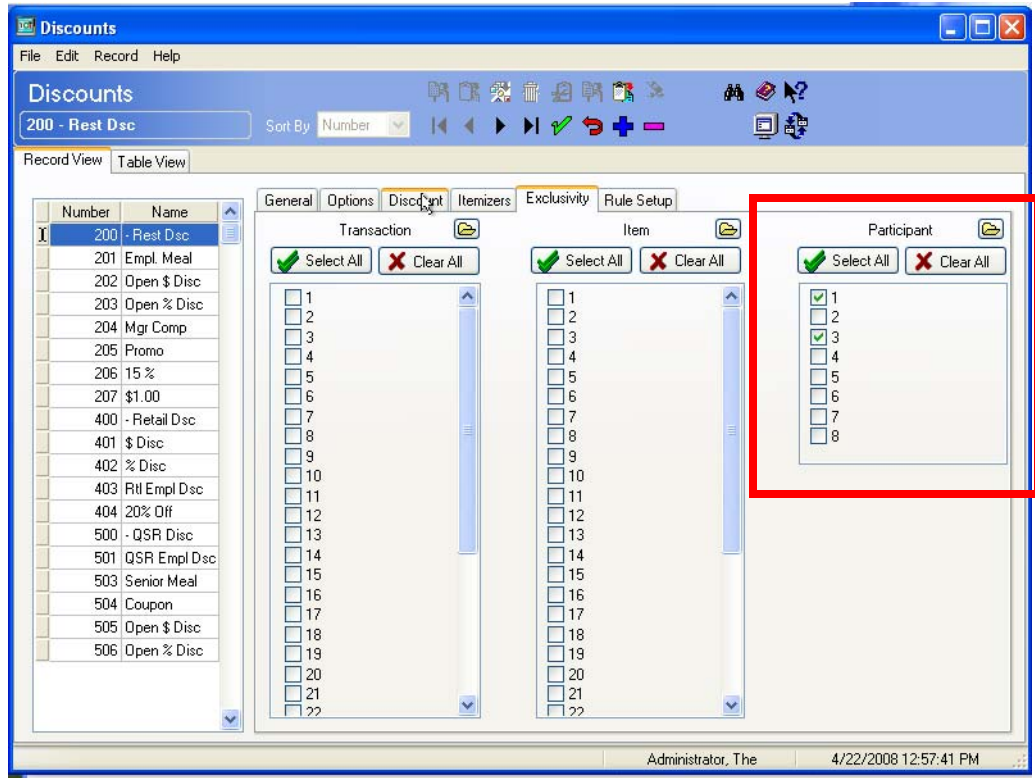 Discounts
File Edit Record Help
Discounts
200 - Rest Dsc
Sort By Number
Record View Table View
General Options Discount Itemizers Exclusivity Rule Setup
Number Name
200 - Rest Dsc
201 Empl. Meal
202 Open $ Disc
203 Open % Disc
204 Mgr Comp
205 Promo
206 15 %
207 $1.00
400 - Retail Dsc
401 $ Disc
402 % Disc
403 Rtl Empl Dsc
404 20% Off
500 - QSR Disc
501 QSR Empl Dsc
503 Senior Meal
504 Coupon
505 Open $ Disc
506 Open % Disc
Transaction
Select All Clear All
1
2
3
4
5
6
7
8
9
10
11
12
13
14
15
16
17
18
19
20
21
22
Item
Select All Clear All
1
2
3
4
5
6
7
8
9
10
11
12
13
14
15
16
17
18
19
20
21
22
Participant
Select All Clear All
1
2
3
4
5
6
7
8
Administrator, The 4/22/2008 12:57:41 PM